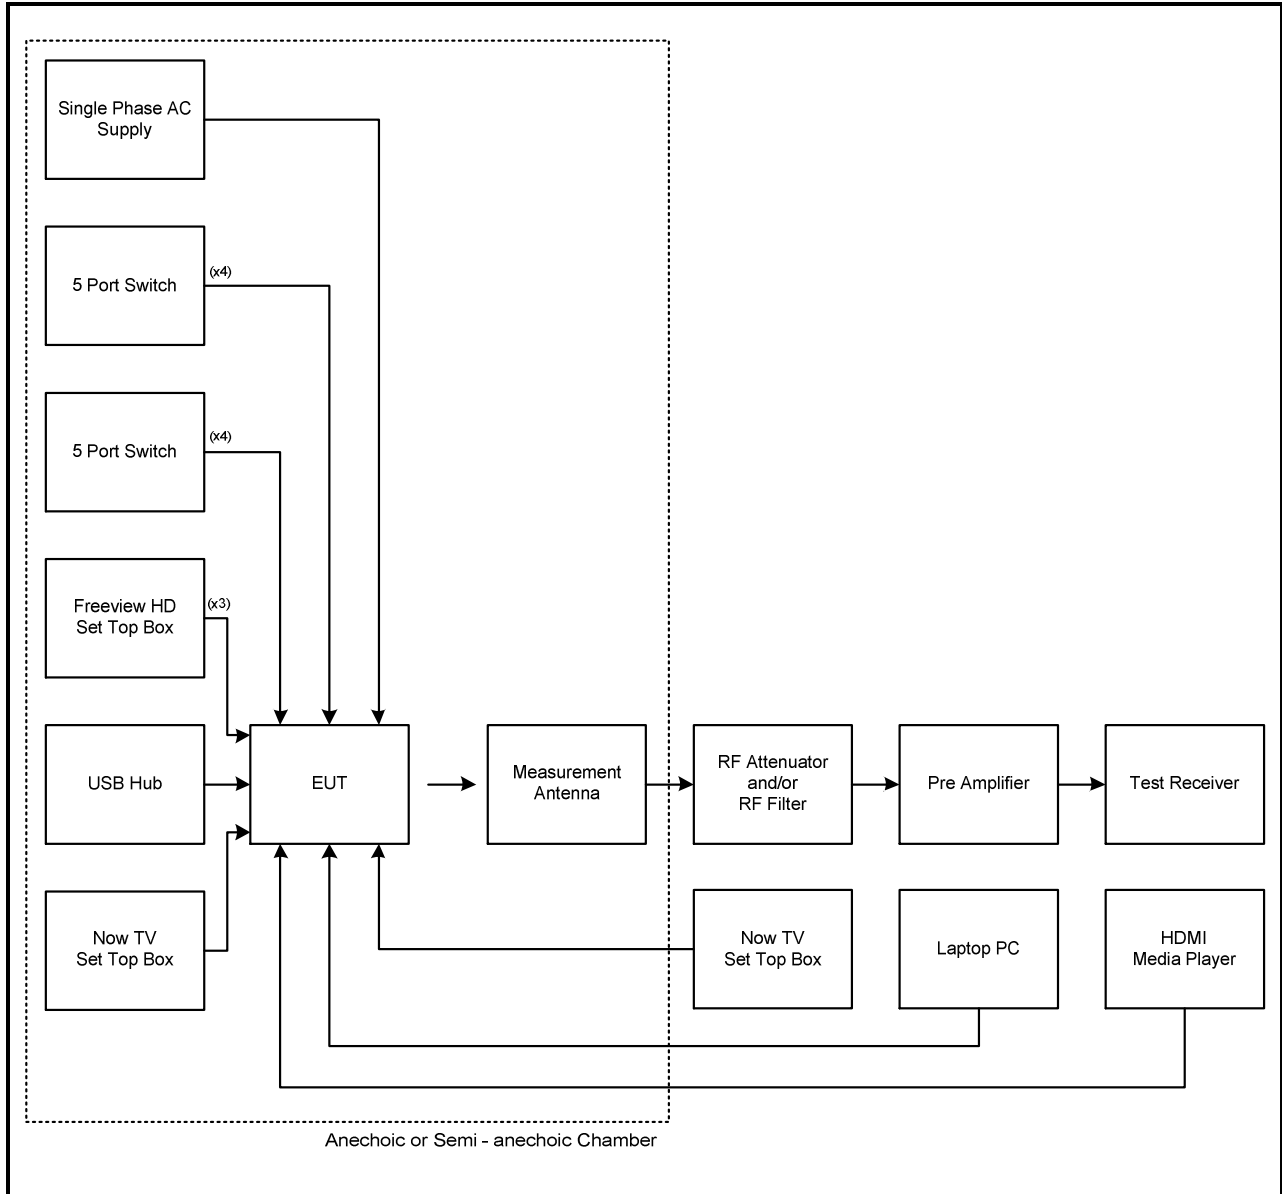 Single Phase AC
Supply
5 Port Switch
(x4)
5 Port Switch
(x4)
Freeview HD
Set Top Box
(x3)
USB Hub
EUT
Measurement
Antenna
RF Attenuator
and/or
RF Filter
Pre Amplifier
Test Receiver
Now TV
Set Top Box
Now TV
Set Top Box
Laptop PC
HDMI
Media Player
Anechoic or Semi - anechoic Chamber